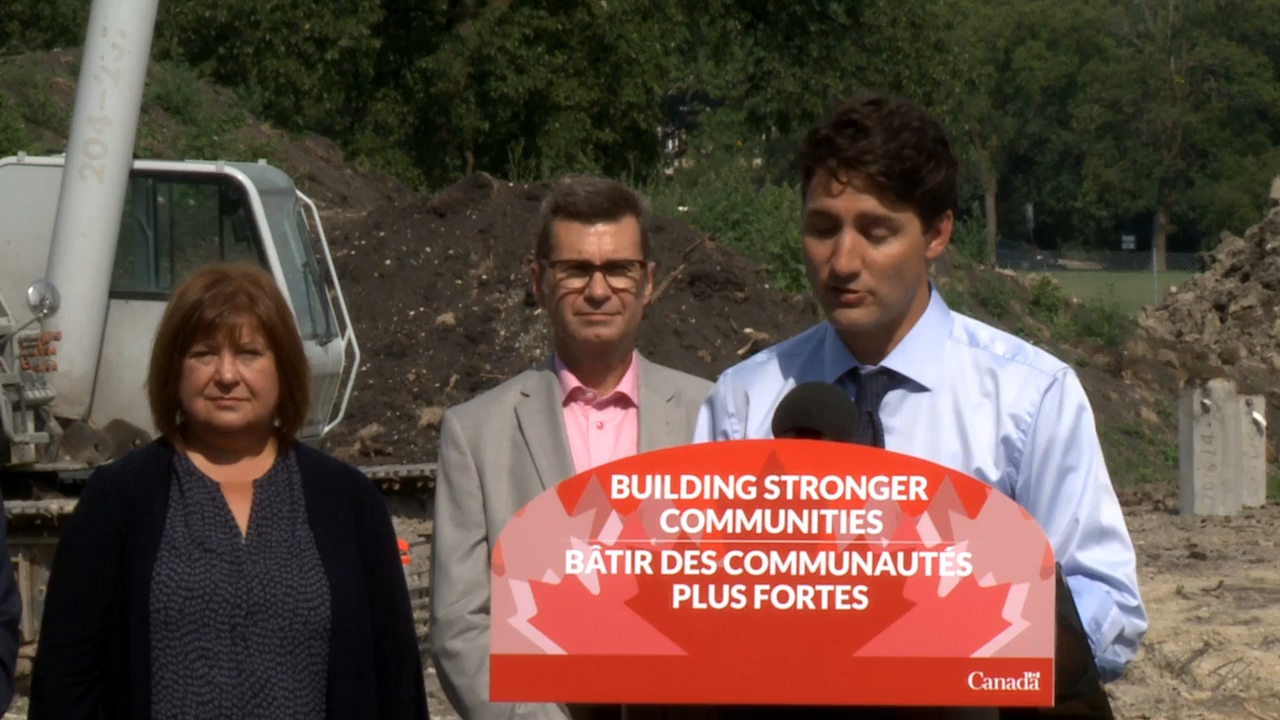 BUILDING STRONGER
COMMUNITIES
BÂTIR DES COMMUNAUTÉS
PLUS FORTES
Canada